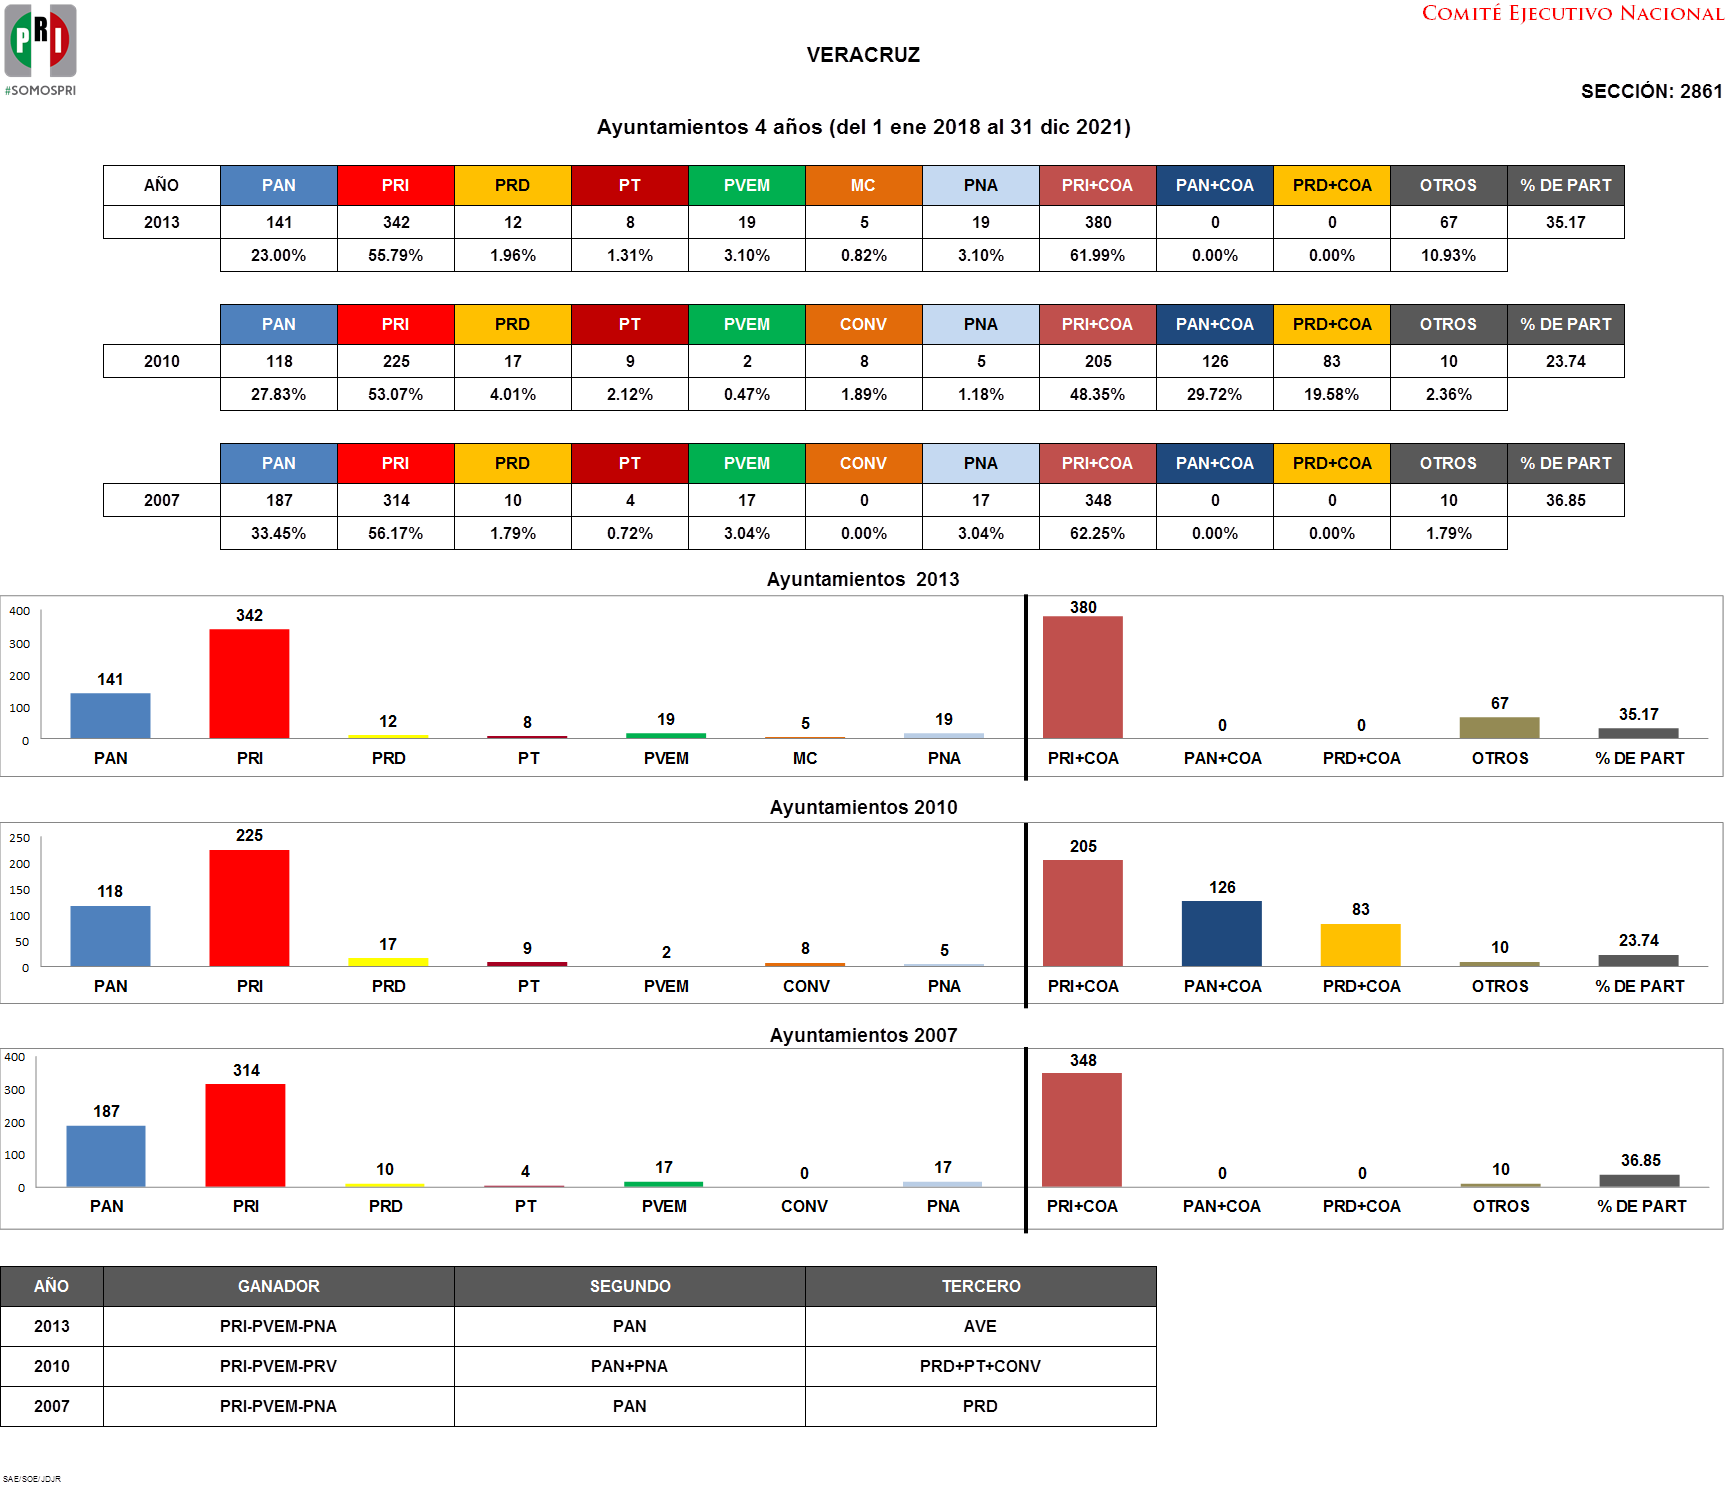 PRI
#SOMOSPRI
COMITÉ EJECUTIVO NACIONAL
VERACRUZ
SECCIÓN: 2861
Ayuntamientos 4 años (del 1 ene 2018 al 31 dic 2021)
AÑO PAN PRI PRD PT PVEM MC PNA PRI+COA PAN+COA PRD+COA OTROS % DE PART
2013 141 342 12 8 19 5 19 380 0 0 67 35.17
23.00% 55.79% 1.96% 1.31% 3.10% 0.82% 3.10% 61.99% 0.00% 0.00% 10.93%
PAN PRI PRD PT PVEM CONV PNA PRI+COA PAN+COA PRD+COA OTROS % DE PART
2010 118 225 17 9 2 8 5 205 126 83 10 23.74
27.83% 53.07% 4.01% 2.12% 0.47% 1.89% 1.18% 48.35% 29.72% 19.58% 2.36%
PAN PRI PRD PT PVEM CONV PNA PRI+COA PAN+COA PRD+COA OTROS % DE PART
2007 187 314 10 4 17 0 17 348 0 0 10 36.85
33.45% 56.17% 1.79% 0.72% 3.04% 0.00% 3.04% 62.25% 0.00% 0.00% 1.79%
Ayuntamientos 2013
400
300
200
100
0
141 342 12 8 19 5 19 380 0 0 67 35.17
PAN PRI PRD PT PVEM MC PNA PRI+COA PAN+COA PRD+COA OTROS % DE PART
Ayuntamientos 2010
250
200
150
100
50
0
118 225 17 9 2 8 5 205 126 83 10 23.74
PAN PRI PRD PT PVEM CONV PNA PRI+COA PAN+COA PRD+COA OTROS % DE PART
Ayuntamientos 2007
400
300
200
100
0
187 314 10 4 17 0 17 348 0 0 10 36.85
PAN PRI PRD PT PVEM CONV PNA PRI+COA PAN+COA PRD+COA OTROS % DE PART
AÑO GANADOR SEGUNDO TERCERO
2013 PRI-PVEM-PNA PAN AVE
2010 PRI-PVEM-PRV PAN+PNA PRD+PT+CONV
2007 PRI-PVEM-PNA PAN PRD
SAE/SOE/JDJR